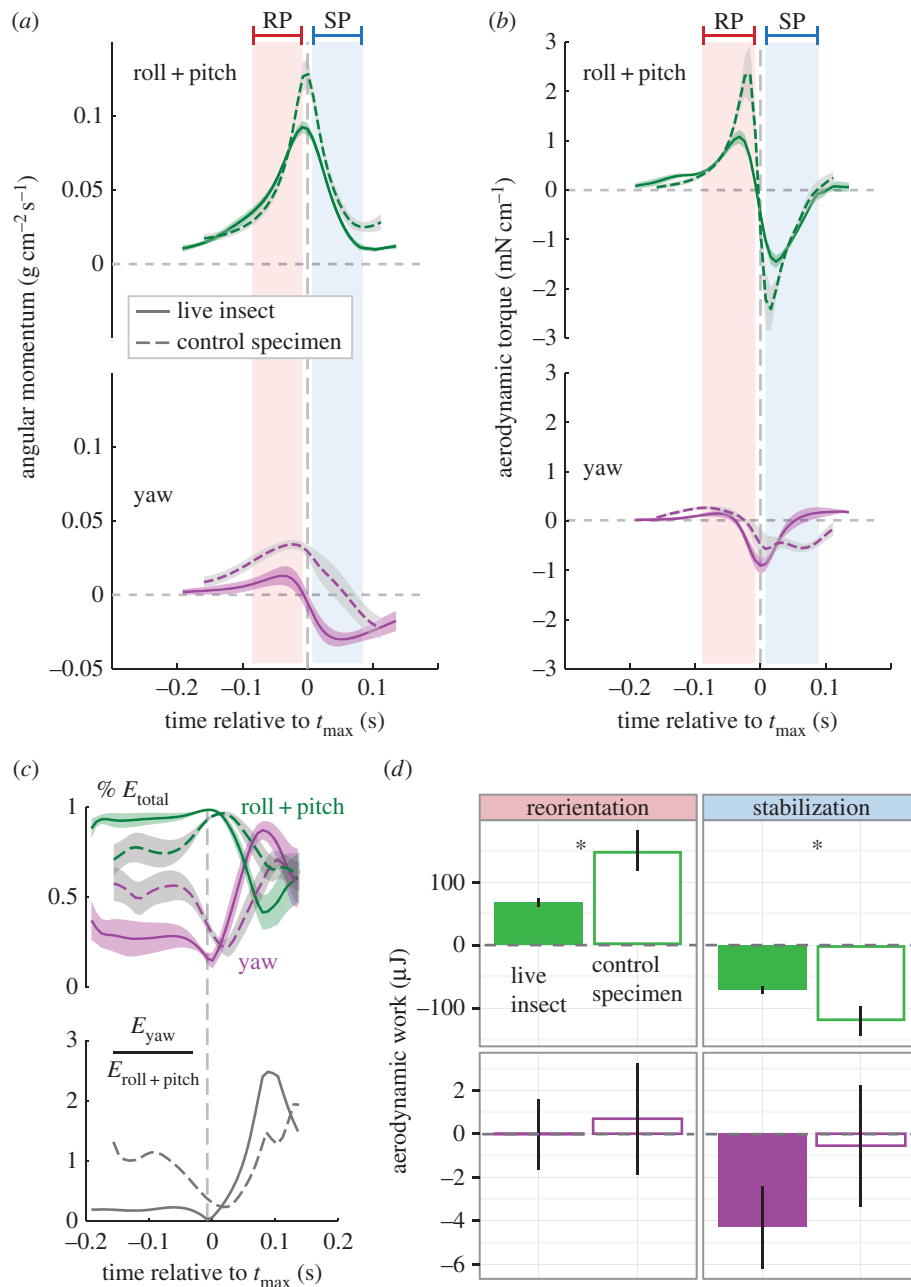 (a)
RP
SP
roll + pitch
0.1
0.05
0
live insect
control specimen
angular momentum (g cm–2 s–1)
0.1
yaw
0.05
0
–0.05
–0.2
–0.1
0
0.1
time relative to tmax (s)
(b)
RP
SP
3
roll + pitch
2
1
0
–1
–2
–3
aerodynamic torque (mN cm–1)
3
2
yaw
1
0
–1
–2
–3
–0.2
–0.1
0
0.1
time relative to tmax (s)
(c)
% Etotal
1
roll + pitch
0.5
yaw
0
3
Eyaw
Eroll + pitch
2
1
0
–0.2
–0.1
0
0.1
0.2
time relative to tmax (s)
(d)
reorientation
stabilization
*
*
100
0
–100
live
insect
control
specimen
aerodynamic work (µJ)
2
0
–2
–4
–6